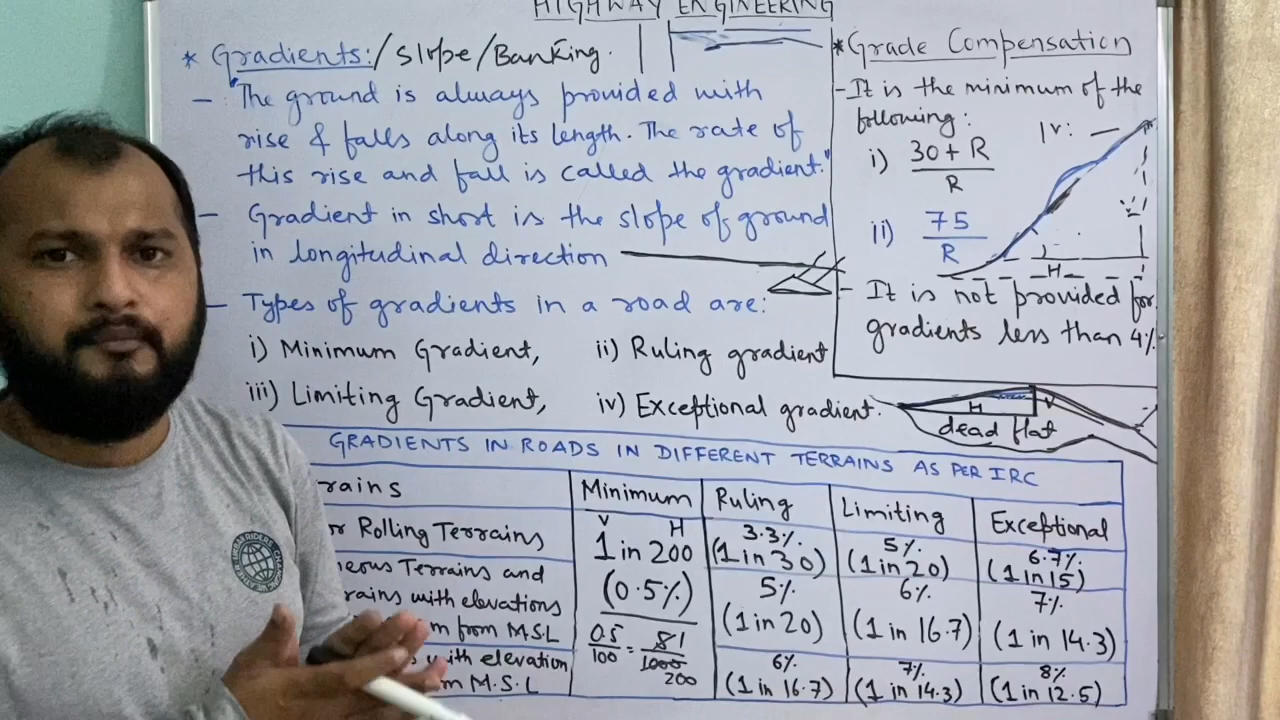 HIGHWAY ENGINEERING
* Gradients:/Slope/Banking.
- "The ground is always provided with
rise & falls along its length. The rate of
this rise and fall is called the gradient."
- Gradient in short is the slope of ground
in longitudinal direction
- Types of gradients in a road are:
i) Minimum Gradient, ii) Ruling gradient
iii) Limiting Gradient, iv) Exceptional gradient.
* Grade Compensation
- It is the minimum of the
following:
i) 30 + R
R
1v:
ii) 75
R
V
H
- It is not provided for
gradients less than 4%.
H V
dead flat
GRADIENTS IN ROADS IN DIFFERENT TERRAINS AS PER IRC
rains Minimum Ruling Limiting Exceptional
or Rolling Terrains
V H
1 in 200
(0.5%)
0.5/100 = 51/1000 200
3.3%.
(1 in 30)
5%.
(1 in 20)
6.7%.
(1 in 15)
eous Terrains and
rains with elevations
m from M.S.L
5%.
(1 in 20)
6%.
(1 in 16.7)
7%.
(1 in 14.3)
with elevation
om M.S.L
6%.
(1 in 16.7)
7%.
(1 in 14.3)
8%.
(1 in 12.5)